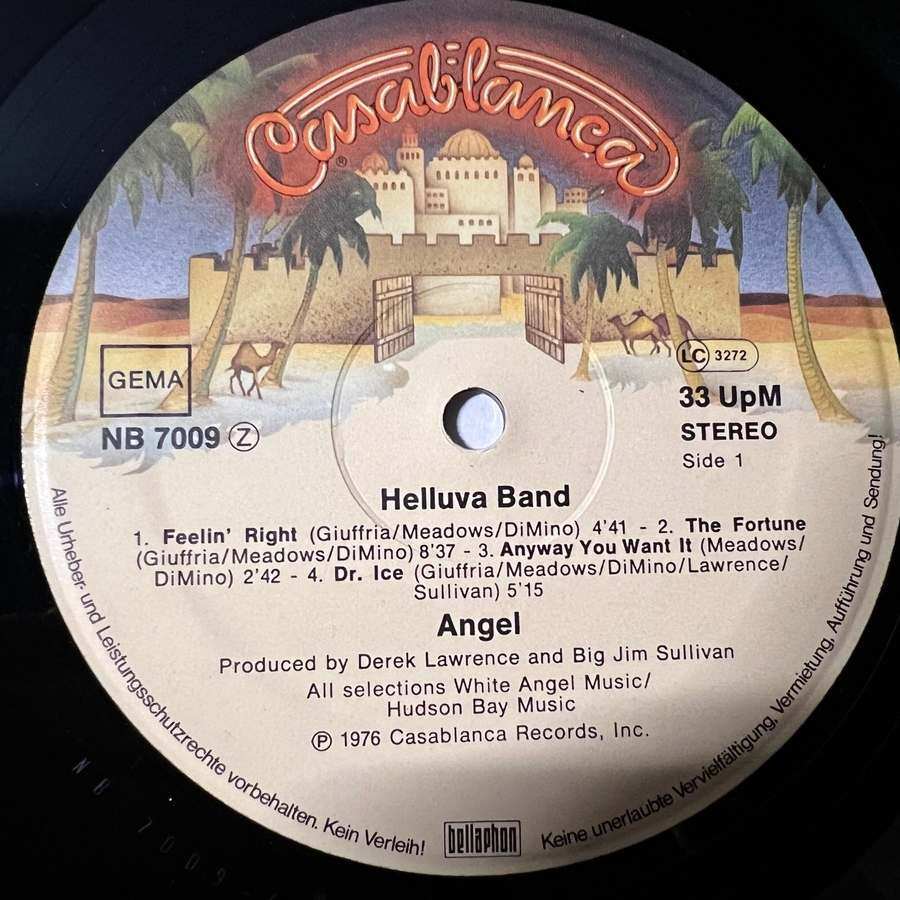 Casablanca
®
GEMA
NB 7009 Z
LC 3272
33 UpM
STEREO
Side 1
Helluva Band
1. Feelin' Right (Giuffria/Meadows/DiMino) 4'41 - 2. The Fortune
(Giuffria/Meadows/DiMino) 8'37 - 3. Anyway You Want It (Meadows/
DiMino) 2'42 - 4. Dr. Ice (Giuffria/Meadows/DiMino/Lawrence/
Sullivan) 5'15
Angel
Produced by Derek Lawrence and Big Jim Sullivan
All selections White Angel Music/
Hudson Bay Music
℗ 1976 Casablanca Records, Inc.
Alle Urheber- und Leistungsschutzrechte vorbehalten. Kein Verleih!
bellaphon
Keine unerlaubte Vervielfältigung, Vermietung, Aufführung und Sendung!
NB 7009